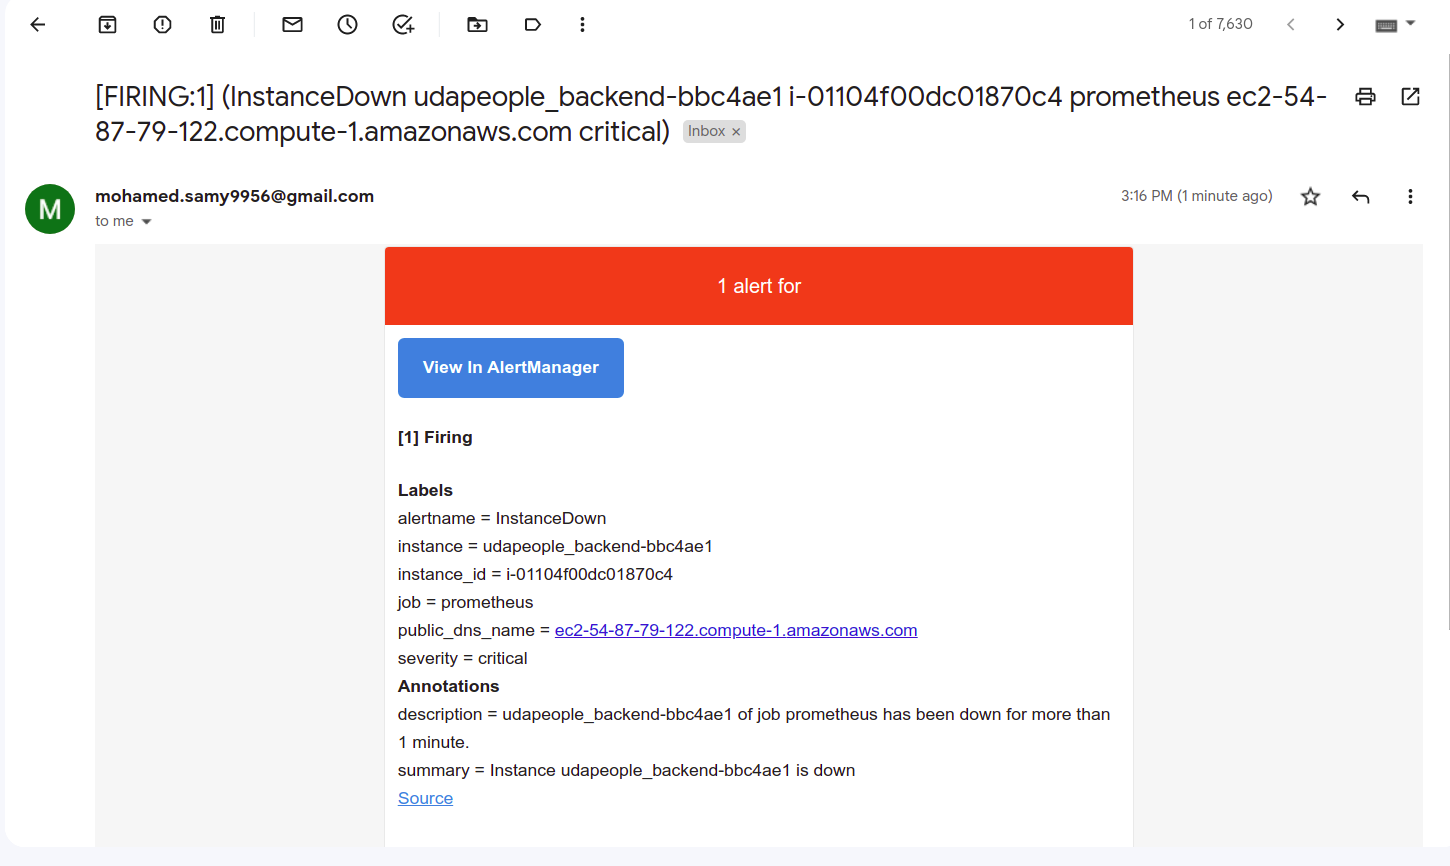 1 of 7,630
[FIRING:1] (InstanceDown udapeople_backend-bbc4ae1 i-01104f00dc01870c4 prometheus ec2-54-
87-79-122.compute-1.amazonaws.com critical) Inbox ×
mohamed.samy9956@gmail.com
3:16 PM (1 minute ago)
M
to me
1 alert for
View In AlertManager
[1] Firing
Labels
alertname = InstanceDown
instance = udapeople_backend-bbc4ae1
instance_id = i-01104f00dc01870c4
job = prometheus
public_dns_name = ec2-54-87-79-122.compute-1.amazonaws.com
severity = critical
Annotations
description = udapeople_backend-bbc4ae1 of job prometheus has been down for more than
1 minute.
summary = Instance udapeople_backend-bbc4ae1 is down
Source